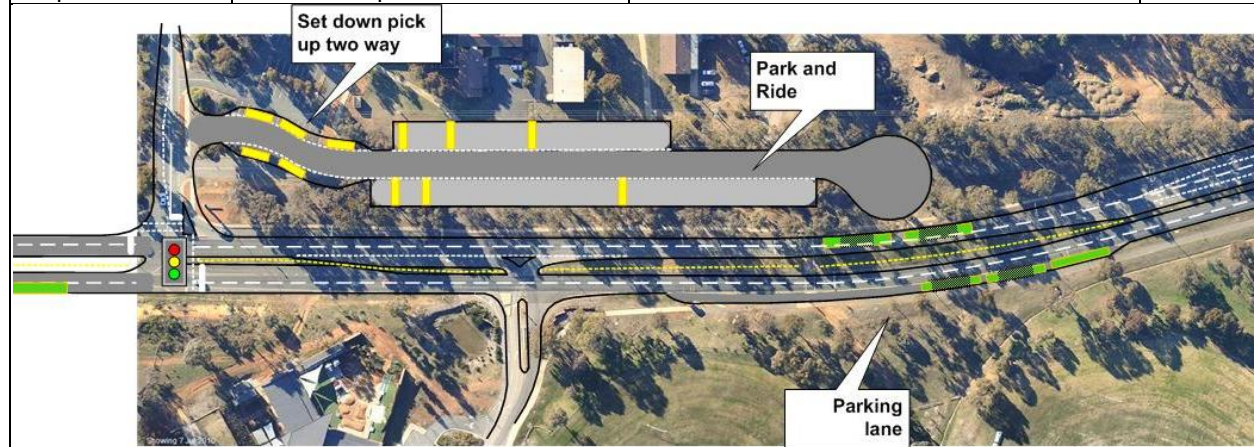 Set down pick
up two way
Park and
Ride
Parking
lane
Showing 7 Jul 2010